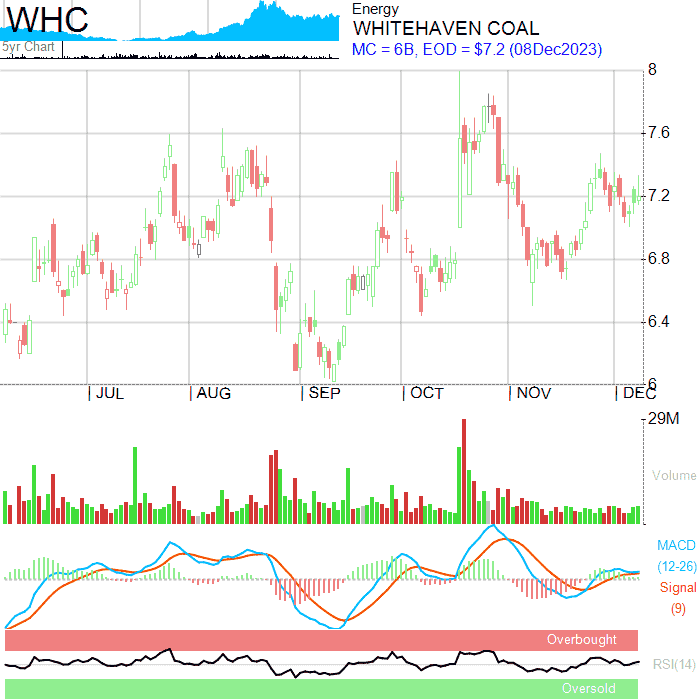 WHC
5yr Chart
Energy
WHITEHAVEN COAL
MC = 6B, EOD = $7.2 (08Dec2023)
8
7.6
7.2
6.8
6.4
6
JUL AUG SEP OCT NOV DEC
29M
Volume
MACD
(12-26)
Signal
(9)
Overbought
RSI(14)
Oversold